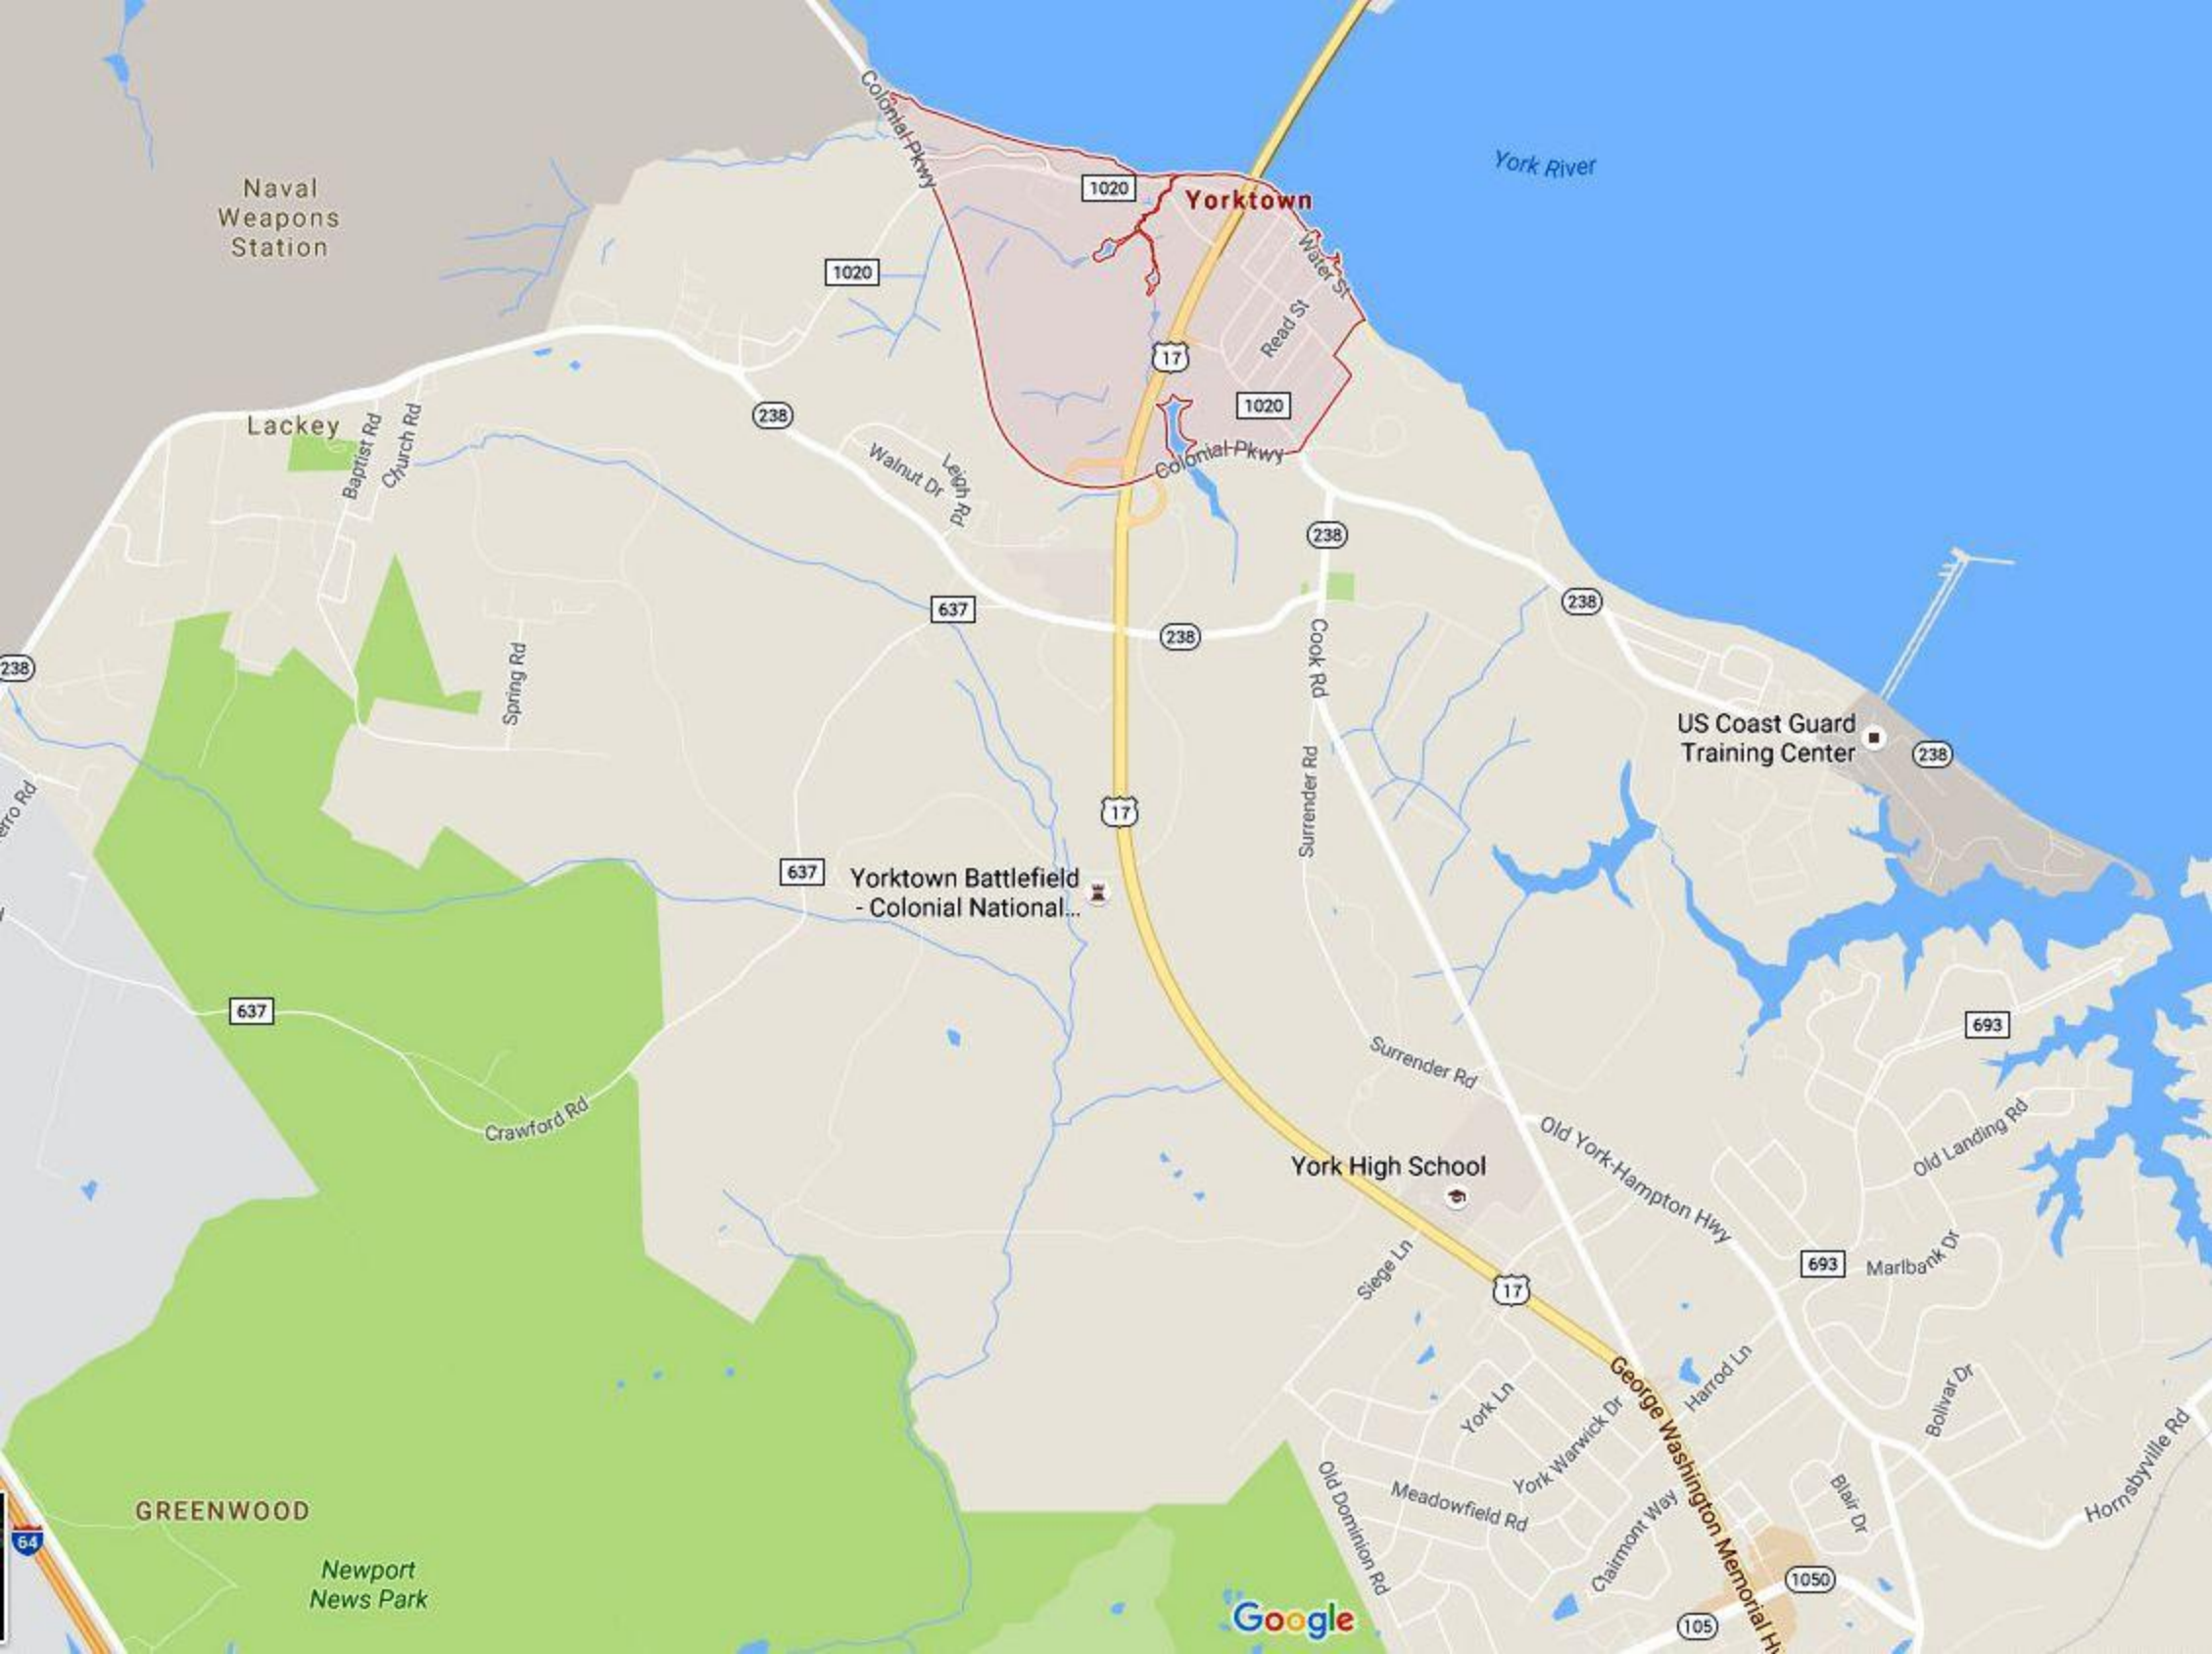 Colonial Pkwy
York River
Naval
Weapons
Station
1020
Yorktown
1020
Water St
Read St
17
1020
Lackey
238
Baptist Rd
Church Rd
Walnut Dr
Leigh Rd
Colonial Pkwy
238
238
637
238
238
Cook Rd
Spring Rd
US Coast Guard
Training Center
238
Surrender Rd
17
637
Yorktown Battlefield
- Colonial National...
erro Rd
637
693
Surrender Rd
Crawford Rd
Old York-Hampton Hwy
Old Landing Rd
York High School
Siege Ln
693
Marlbank Dr
17
George Washington Memorial H
Harrod Ln
York Ln
York Warwick Dr
Bolivar Dr
Hornsbyville Rd
Old Dominion Rd
Meadowfield Rd
Clairmont Way
Blair Dr
GREENWOOD
64
Newport
News Park
1050
105
Google